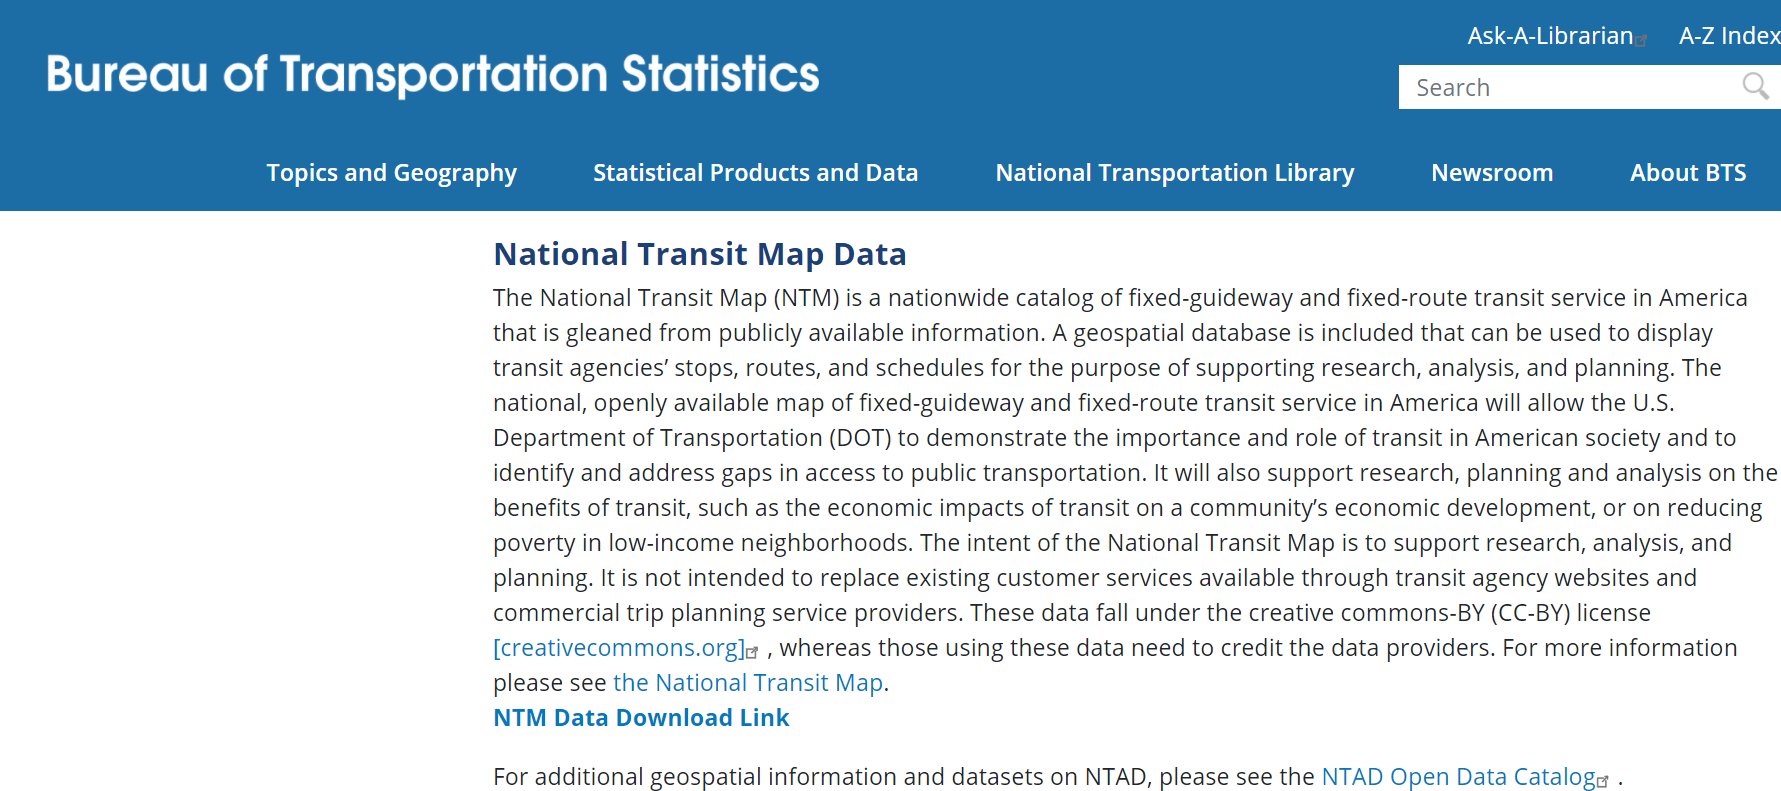 Ask-A-Librarian A-Z Index
Bureau of Transportation Statistics
Search
Topics and Geography Statistical Products and Data National Transportation Library Newsroom About BTS
National Transit Map Data
The National Transit Map (NTM) is a nationwide catalog of fixed-guideway and fixed-route transit service in America
that is gleaned from publicly available information. A geospatial database is included that can be used to display
transit agencies’ stops, routes, and schedules for the purpose of supporting research, analysis, and planning. The
national, openly available map of fixed-guideway and fixed-route transit service in America will allow the U.S.
Department of Transportation (DOT) to demonstrate the importance and role of transit in American society and to
identify and address gaps in access to public transportation. It will also support research, planning and analysis on the
benefits of transit, such as the economic impacts of transit on a community’s economic development, or on reducing
poverty in low-income neighborhoods. The intent of the National Transit Map is to support research, analysis, and
planning. It is not intended to replace existing customer services available through transit agency websites and
commercial trip planning service providers. These data fall under the creative commons-BY (CC-BY) license
[creativecommons.org] , whereas those using these data need to credit the data providers. For more information
please see the National Transit Map.
NTM Data Download Link
For additional geospatial information and datasets on NTAD, please see the NTAD Open Data Catalog .